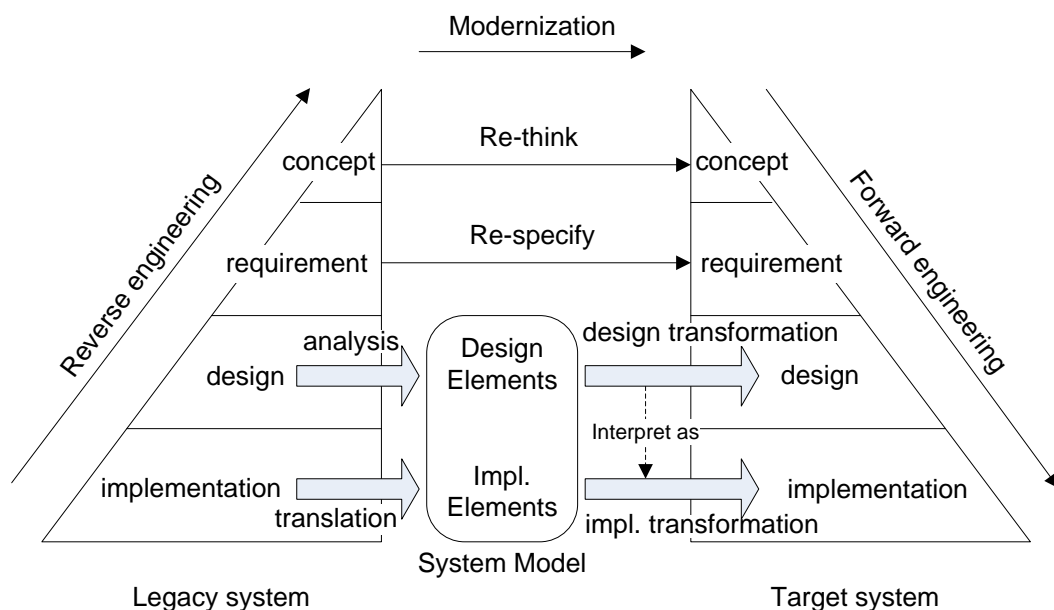 Modernization
Reverse engineering
Forward engineering
concept
Re-think
concept
requirement
Re-specify
requirement
analysis
design
Design
Elements
design transformation
design
Interpret as
implementation
translation
Impl.
Elements
impl. transformation
implementation
System Model
Legacy system
Target system